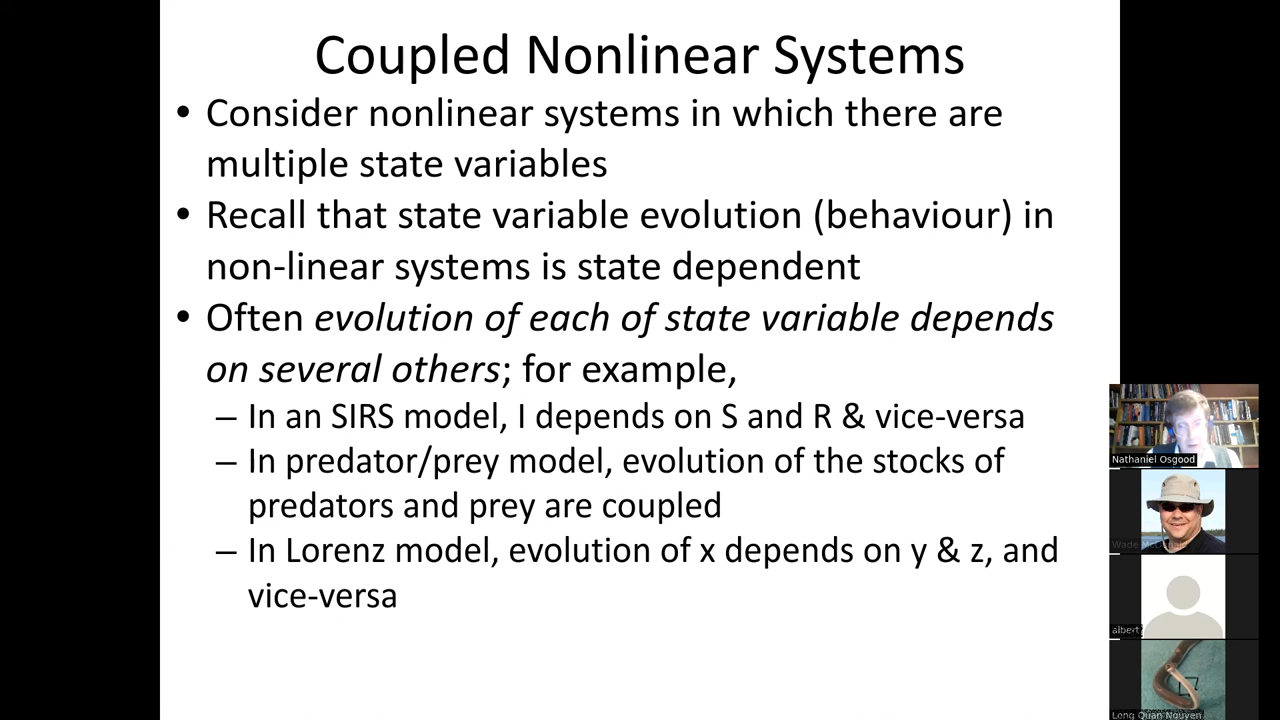 Coupled Nonlinear Systems
• Consider nonlinear systems in which there are
multiple state variables
• Recall that state variable evolution (behaviour) in
non-linear systems is state dependent
• Often evolution of each of state variable depends
on several others; for example,
– In an SIRS model, I depends on S and R & vice-versa
– In predator/prey model, evolution of the stocks of
predators and prey are coupled
– In Lorenz model, evolution of x depends on y & z, and
vice-versa
Nathaniel Osgood
Wade
albert
Long Quan Nguyen